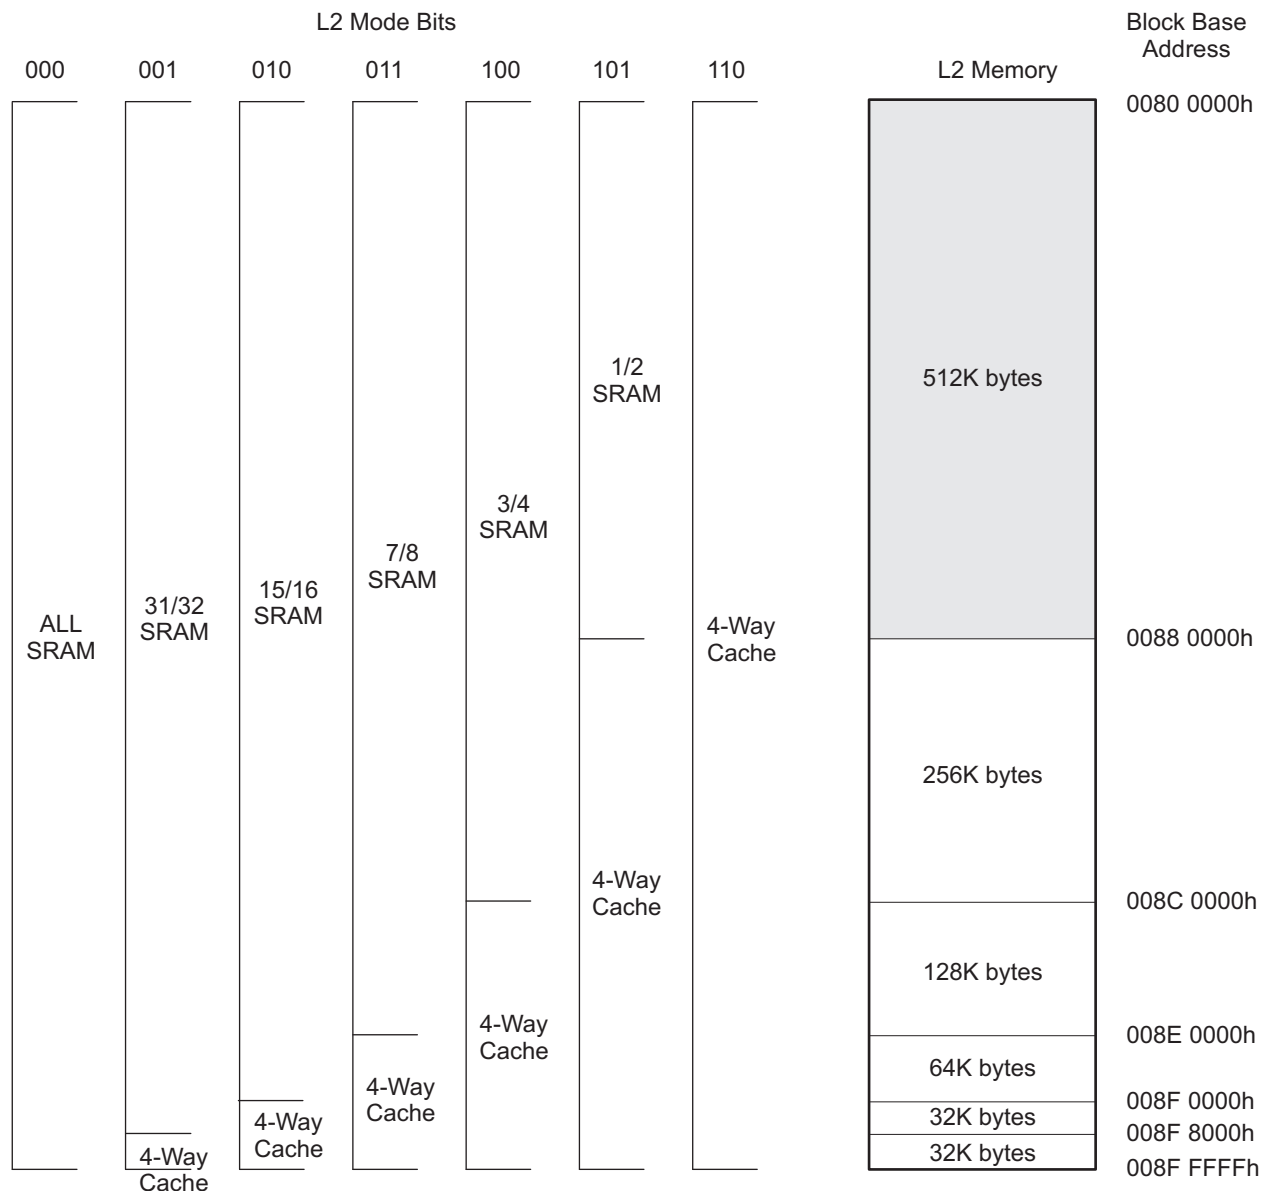 L2 Mode Bits
Block Base
Address
000 001 010 011 100 101 110 L2 Memory
0080 0000h
1/2
SRAM
512K bytes
3/4
SRAM
7/8
SRAM
15/16
SRAM
31/32
SRAM
ALL
SRAM
4-Way
Cache
0088 0000h
256K bytes
4-Way
Cache
008C 0000h
128K bytes
4-Way
Cache
008E 0000h
64K bytes
4-Way
Cache
008F 0000h
4-Way
Cache
32K bytes
008F 8000h
4-Way
Cache
32K bytes
008F FFFFh